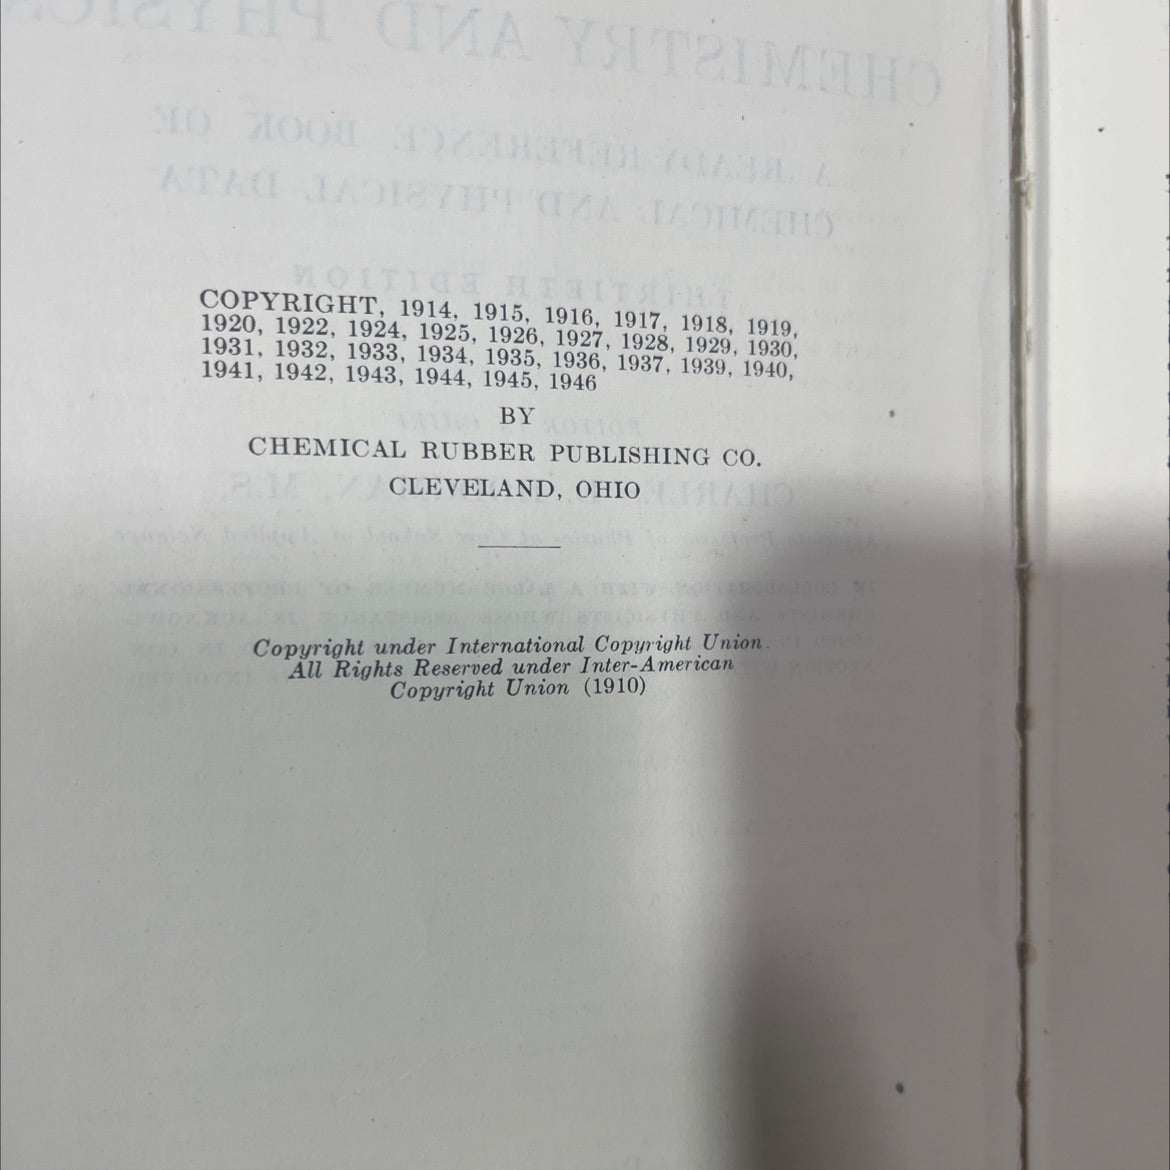 COPYRIGHT, 1914, 1915, 1916, 1917, 1918, 1919,
1920, 1922, 1924, 1925, 1926, 1927, 1928, 1929, 1930,
1931, 1932, 1933, 1934, 1935, 1936, 1937, 1939, 1940,
1941, 1942, 1943, 1944, 1945, 1946
BY
CHEMICAL RUBBER PUBLISHING CO.
CLEVELAND, OHIO
Copyright under International Copyright Union.
All Rights Reserved under Inter-American
Copyright Union (1910)